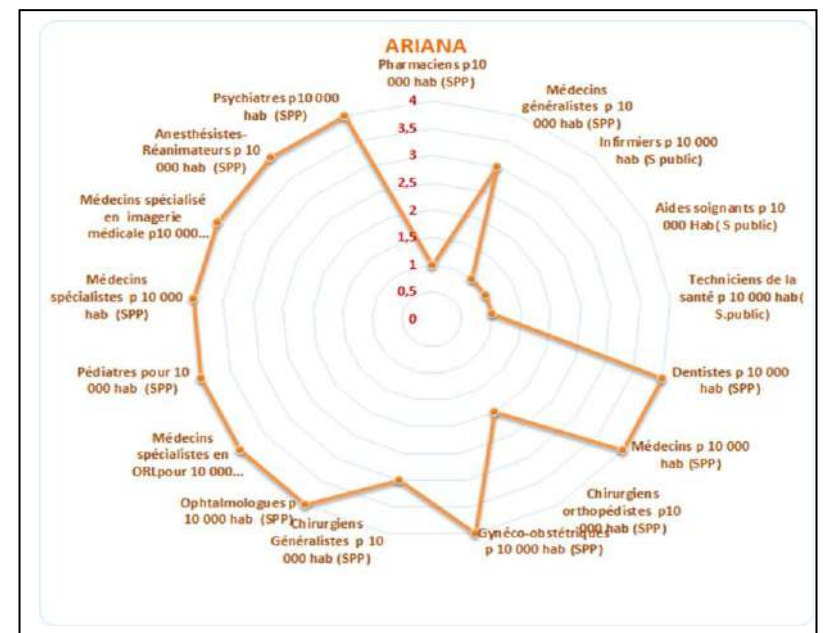 ARIANA
Pharmaciens p10
000 hab (SPP)
Médecins
généralistes p 10
000 hab (SPP)
Infirmiers p 10 000
hab (S public)
Aides soignants p 10
000 Hab( S public)
Techniciens de la
santé p 10 000 hab(
S.public)
Dentistes p 10 000
hab (SPP)
Médecins p 10 000
hab (SPP)
Chirurgiens
orthopédistes p10
000 hab (SPP)
Gynéco-obstétriques
p 10 000 hab (SPP)
Chirurgiens
Généralistes p 10
000 hab (SPP)
Ophtalmologues p
10 000 hab (SPP)
Médecins
spécialistes en
ORLpour 10 000...
Pédiatres pour 10
000 hab (SPP)
Médecins
spécialistes p 10 000
hab (SPP)
Médecins spécialisé
en imagerie
médicale p10 000...
Anesthésistes-
Réanimateurs p 10
000 hab (SPP)
Psychiatres p10 000
hab (SPP)
4
3,5
3
2,5
2
1,5
1
0,5
0